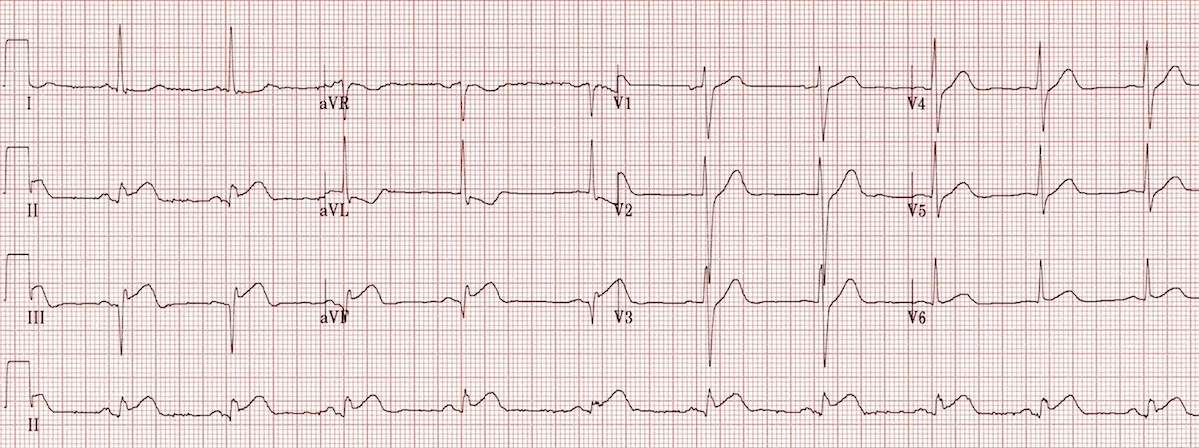 I aVR V1 V4
II aVL V2 V5
III aVF V3 V6
II